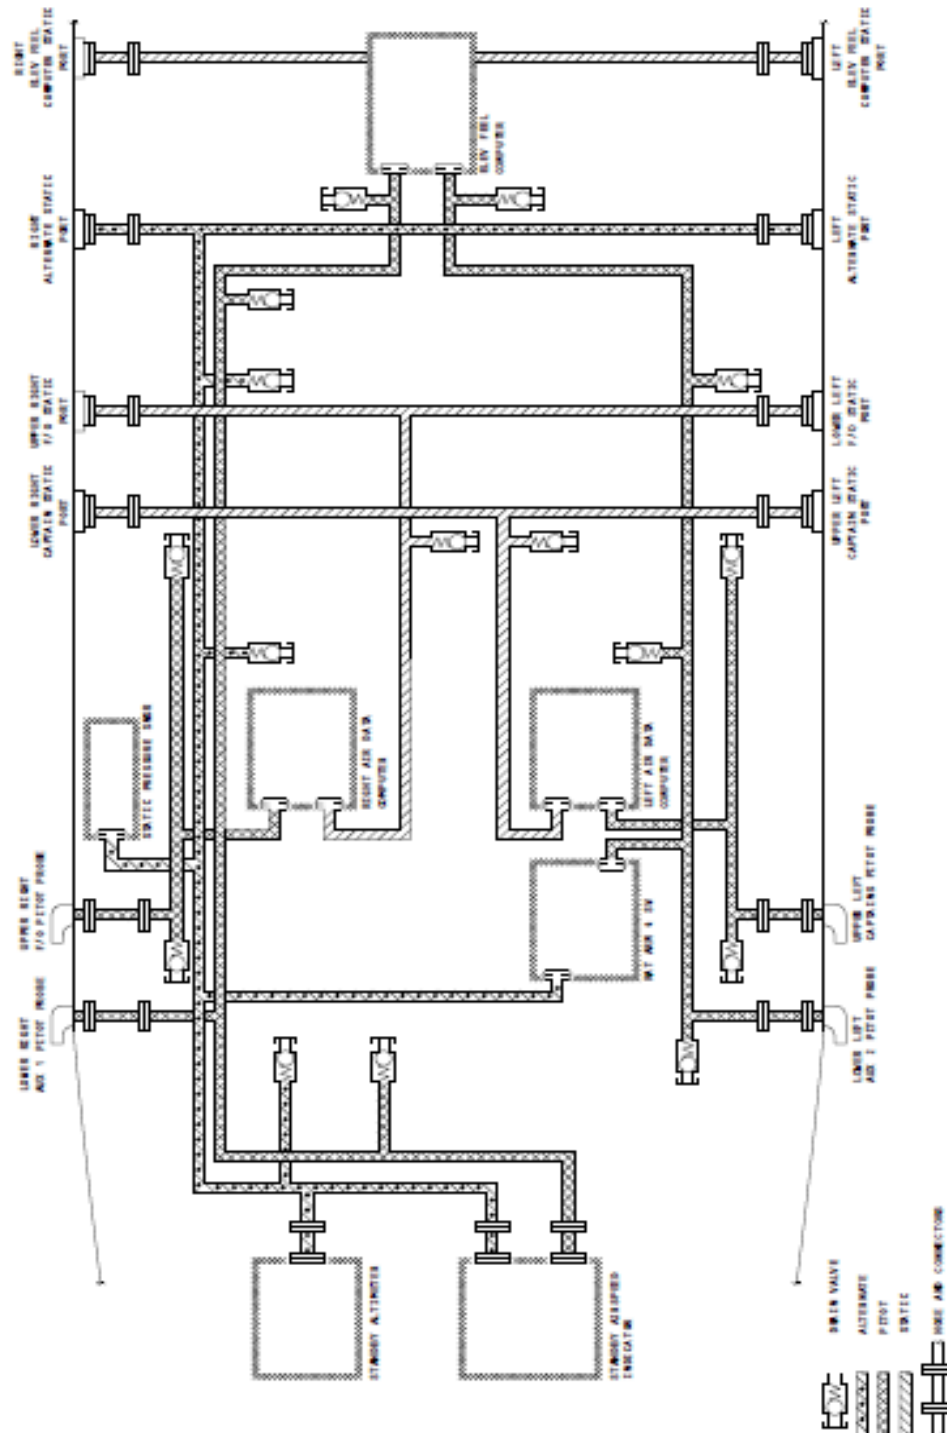 RIGHT
ELEV FEEL
COMPUTER STATIC
PORT
LEFT
ELEV FEEL
COMPUTER STATIC
PORT
ELEV FEEL
COMPUTER
RIGHT
ALTERNATE STATIC
PORT
LEFT
ALTERNATE STATIC
PORT
UPPER RIGHT
F/O STATIC
PORT
LOWER LEFT
F/O STATIC
PORT
LOWER RIGHT
CAPTAIN STATIC
PORT
UPPER LEFT
CAPTAIN STATIC
PORT
STATIC PRESSURE
RIGHT AIR DATA
COMPUTER
LEFT AIR DATA
COMPUTER
UPPER RIGHT
F/O PITOT PROBE
UPPER LEFT
CAPTAINS PITOT PROBE
LOWER RIGHT
AUX 1 PITOT PROBE
LOWER LEFT
AUX 2 PITOT PROBE
STANDBY ALTIMETER
STANDBY AIRSPEED
INDICATOR
DRAIN VALVE
ALTERNATE
PITOT
STATIC
HOSE AND CONNECTORS